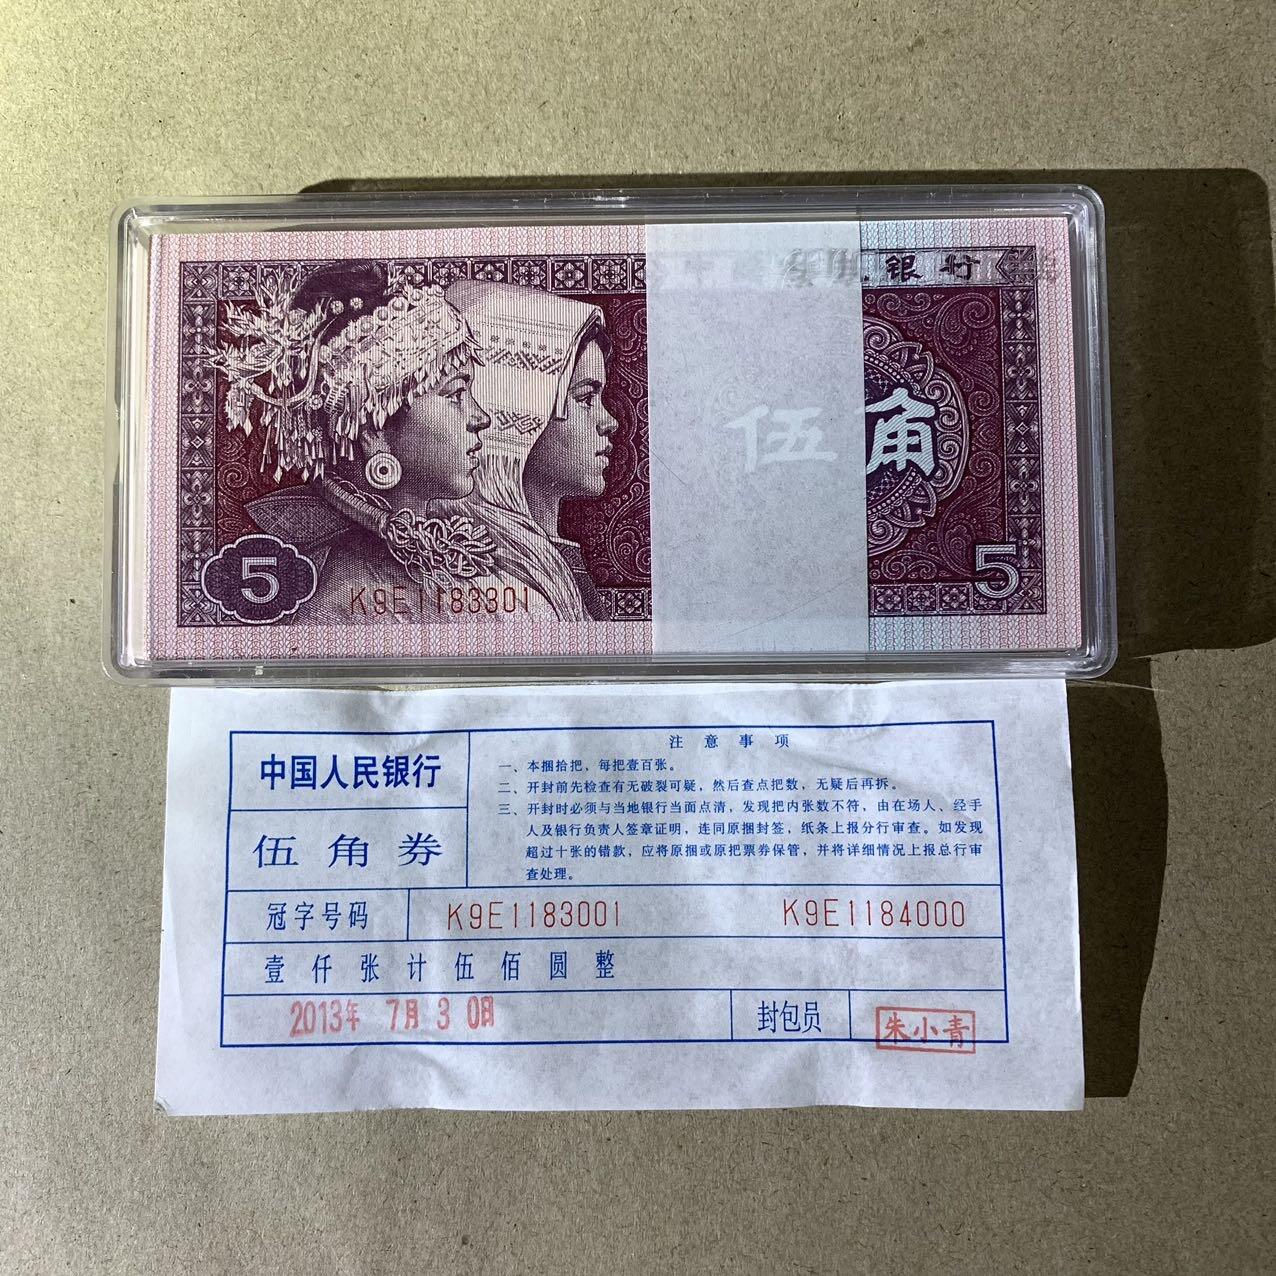 银行
伍角
5
5
K9E1183301
中国人民银行
伍角券
注意事项
一、本捆拾把，每把壹百张。
二、开封前先检查有无破裂可疑，然后查点把数，无疑后再拆。
三、开封时必须与当地银行当面点清，发现把内张数不符，由在场人、经手
人及银行负责人签章证明，连同原捆封签，纸条上报分行审查。如发现
超过十张的错款，应将原捆或原把票券保管，并将详细情况上报总行审
查处理。
冠字号码 K9E1183001 K9E1184000
壹仟张计伍佰圆整
2013年 7月30日 封包员 朱小青